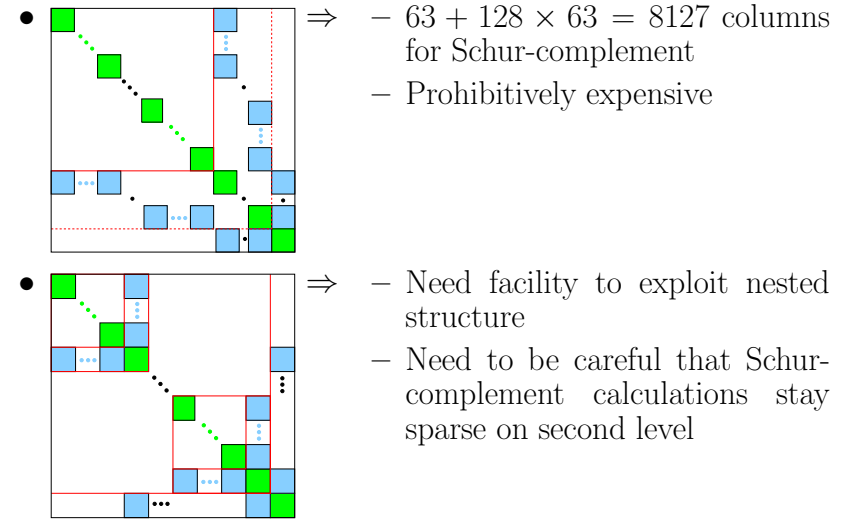 • ⇒ – 63 + 128 × 63 = 8127 columns
for Schur-complement
– Prohibitively expensive
• ⇒ – Need facility to exploit nested
structure
– Need to be careful that Schur-
complement calculations stay
sparse on second level